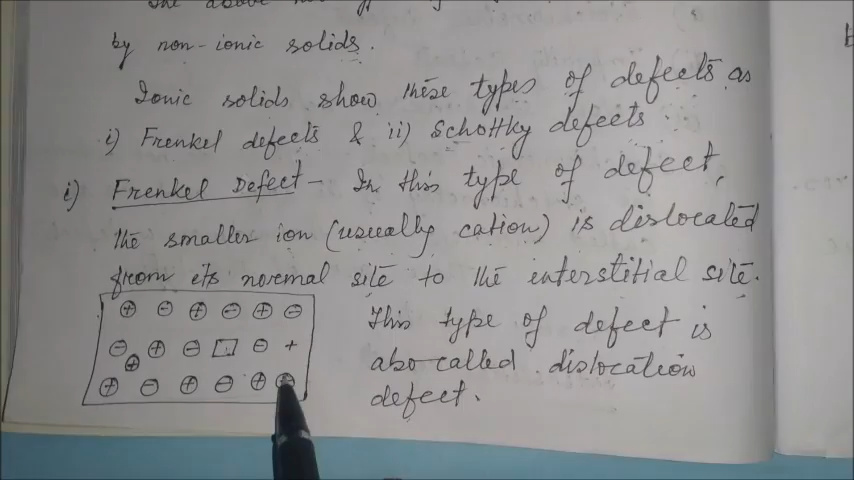 The above
by non-ionic solids.
Ionic solids show these types of defects as
i) Frenkel defects & ii) Schottky defects.
i) Frenkel Defect - In this type of defect,
the smaller ion (usually cation) is dislocated
from its normal site to the interstitial site.
This type of defect is
also called dislocation
defect.
+ - + - + -
- + - - +
+
+ - + - +